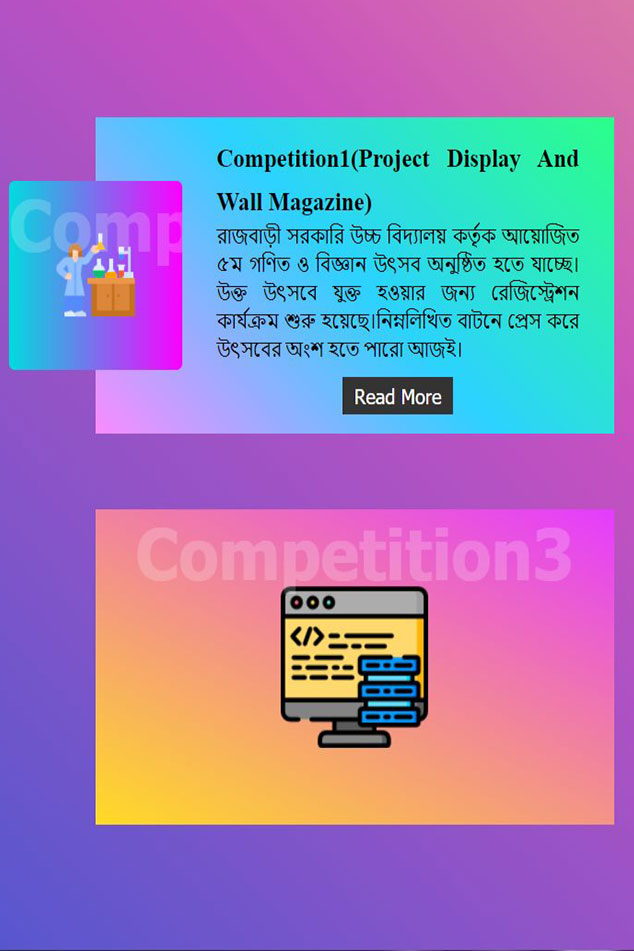 Comp
Competition1(Project Display And
Wall Magazine)
রাজবাড়ী সরকারি উচ্চ বিদ্যালয় কর্তৃক আয়োজিত
৫ম গণিত ও বিজ্ঞান উৎসব অনুষ্ঠিত হতে যাচ্ছে।
উক্ত উৎসবে যুক্ত হওয়ার জন্য রেজিস্ট্রেশন
কার্যক্রম শুরু হয়েছে।নিম্নলিখিত বাটনে প্রেস করে
উৎসবের অংশ হতে পারো আজই।
Read More
Competition3